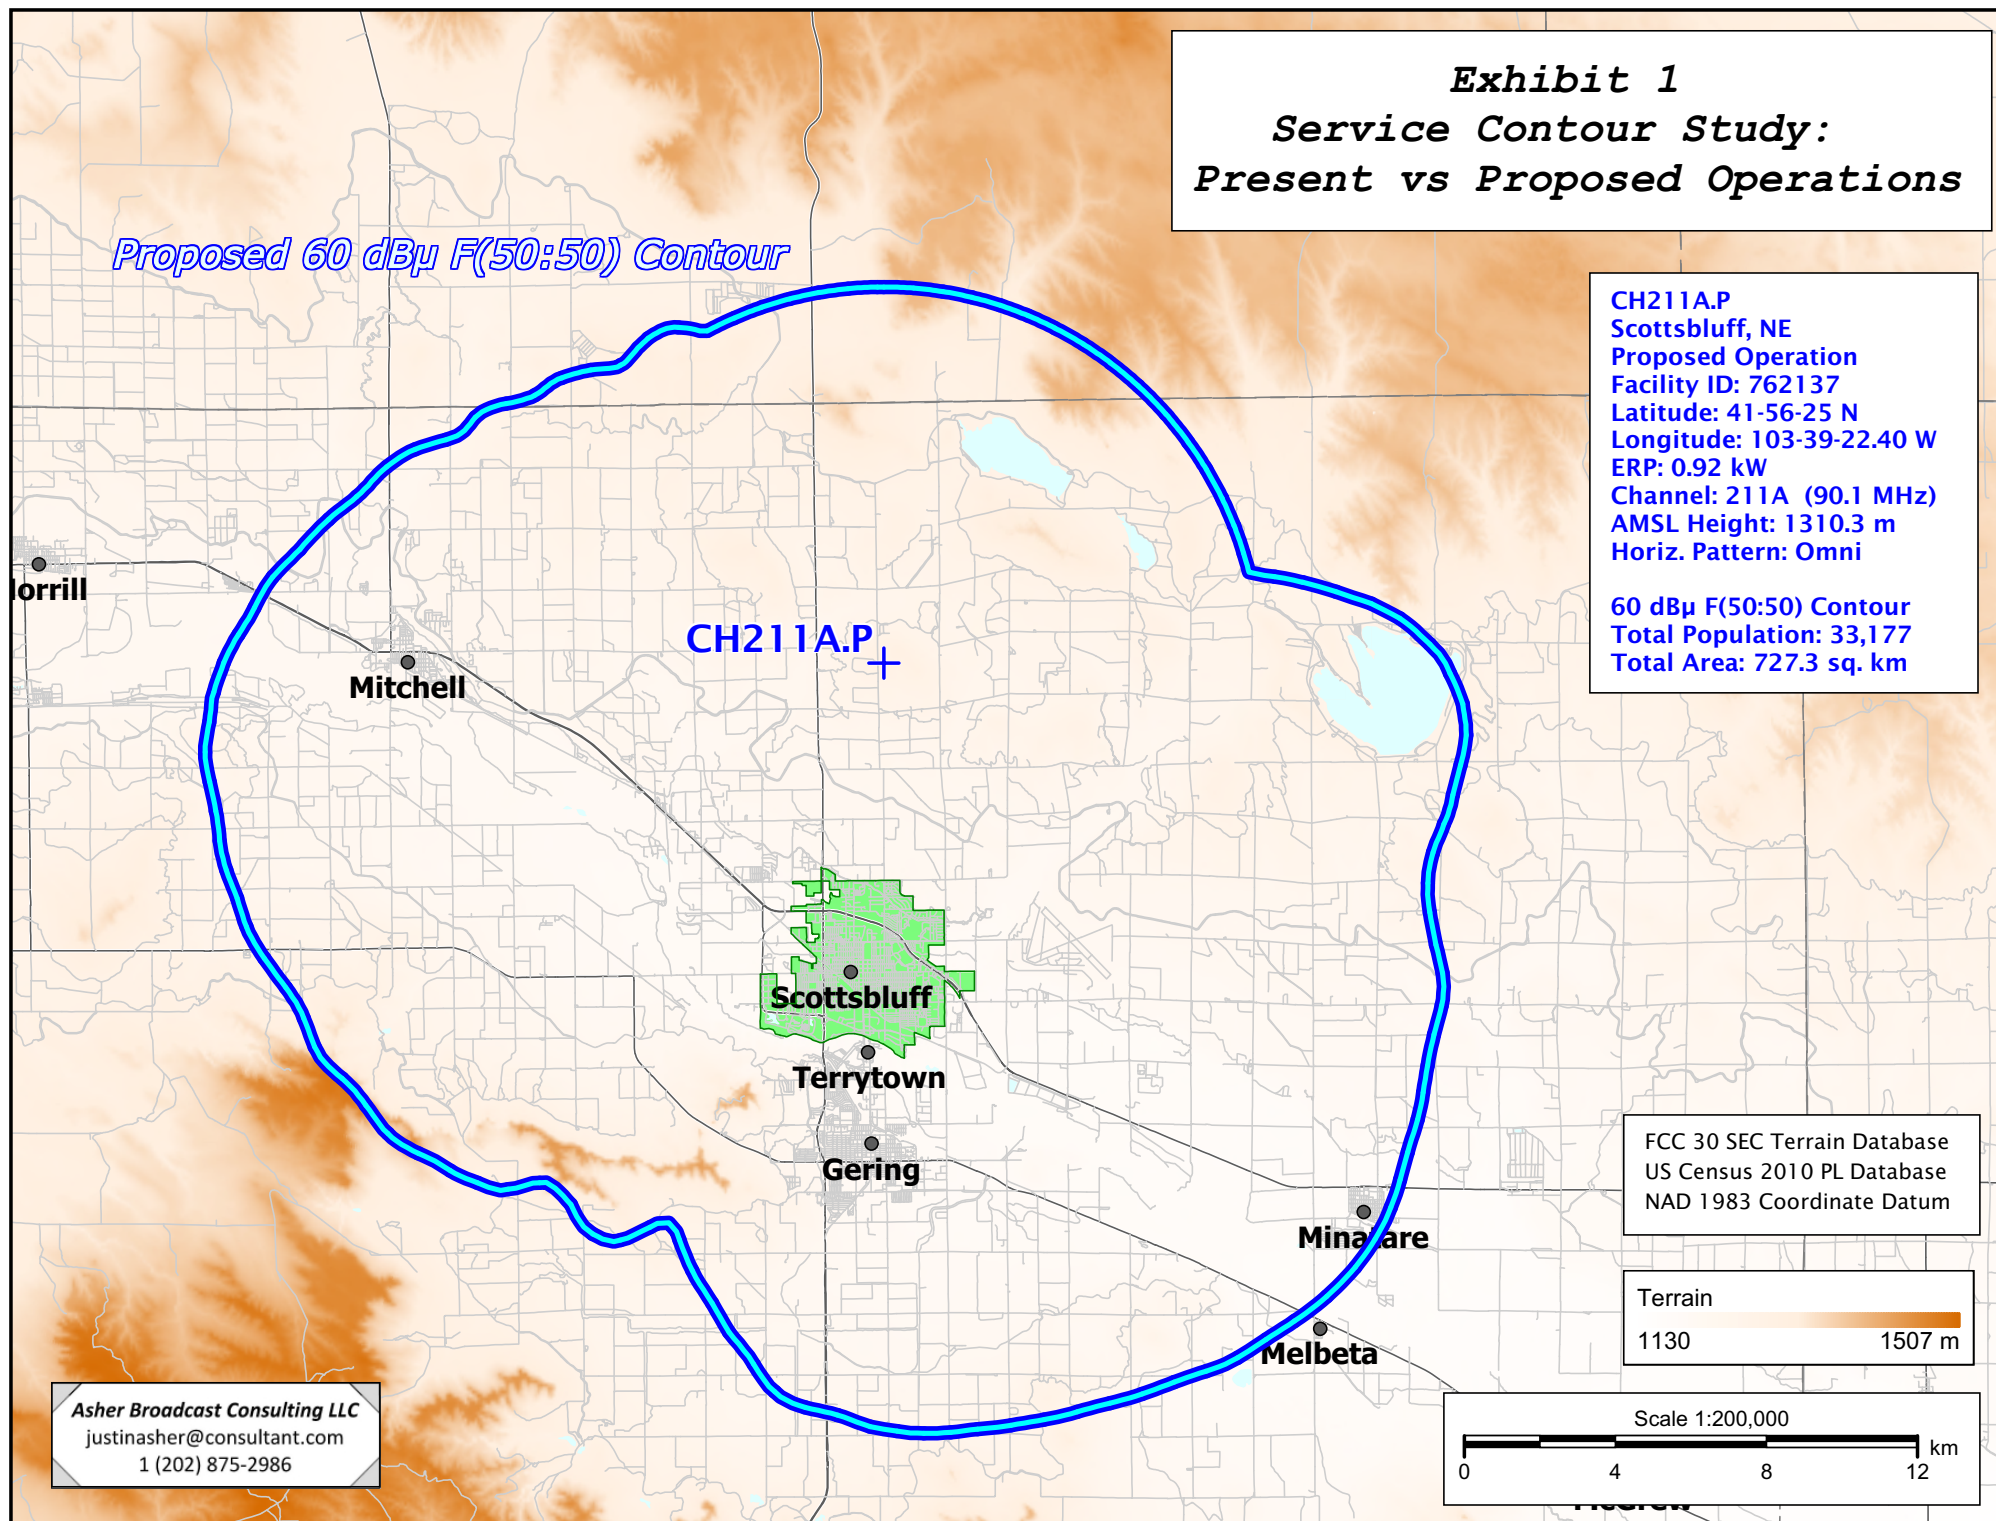 Exhibit 1
Service Contour Study:
Present vs Proposed Operations
Proposed 60 dBµ F(50:50) Contour
CH211A.P
Scottsbluff, NE
Proposed Operation
Facility ID: 762137
Latitude: 41-56-25 N
Longitude: 103-39-22.40 W
ERP: 0.92 kW
Channel: 211A (90.1 MHz)
AMSL Height: 1310.3 m
Horiz. Pattern: Omni
60 dBµ F(50:50) Contour
Total Population: 33,177
Total Area: 727.3 sq. km
orrill
CH211A.P
Mitchell
Scottsbluff
Terrytown
Gering
Minatare
Melbeta
FCC 30 SEC Terrain Database
US Census 2010 PL Database
NAD 1983 Coordinate Datum
Terrain
1130 1507 m
Asher Broadcast Consulting LLC
justinasher@consultant.com
1 (202) 875-2986
Scale 1:200,000
km
0 4 8 12